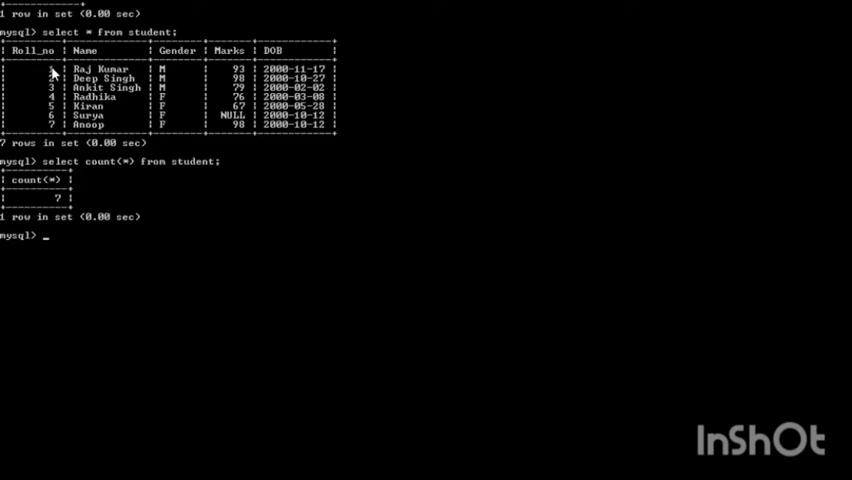 1 row in set (0.00 sec)
mysql> select * from student;
| Roll_no | Name | Gender | Marks | DOB |
| 1 | Raj Kumar | M | 93 | 2000-11-17 |
| 2 | Deep Singh | M | 98 | 2000-10-27 |
| 3 | Ankit Singh | M | 79 | 2000-02-02 |
| 4 | Radhika | F | 76 | 2000-03-08 |
| 5 | Kiran | F | 67 | 2000-05-28 |
| 6 | Surya | F | NULL | 2000-10-12 |
| 7 | Anoop | F | 98 | 2000-10-12 |
7 rows in set (0.00 sec)
mysql> select count(*) from student;
| count(*) |
| 7 |
1 row in set (0.00 sec)
mysql> _
InShOt